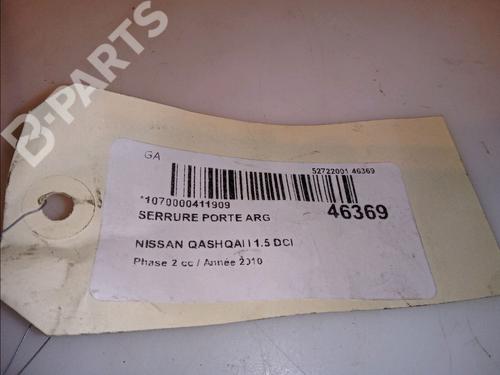 B-PARTS
GA
52722001 46369
*1070000411909
SERRURE PORTE ARG
46369
NISSAN QASHQAI I 1.5 DCI
Phase 2 cc / Année 2010